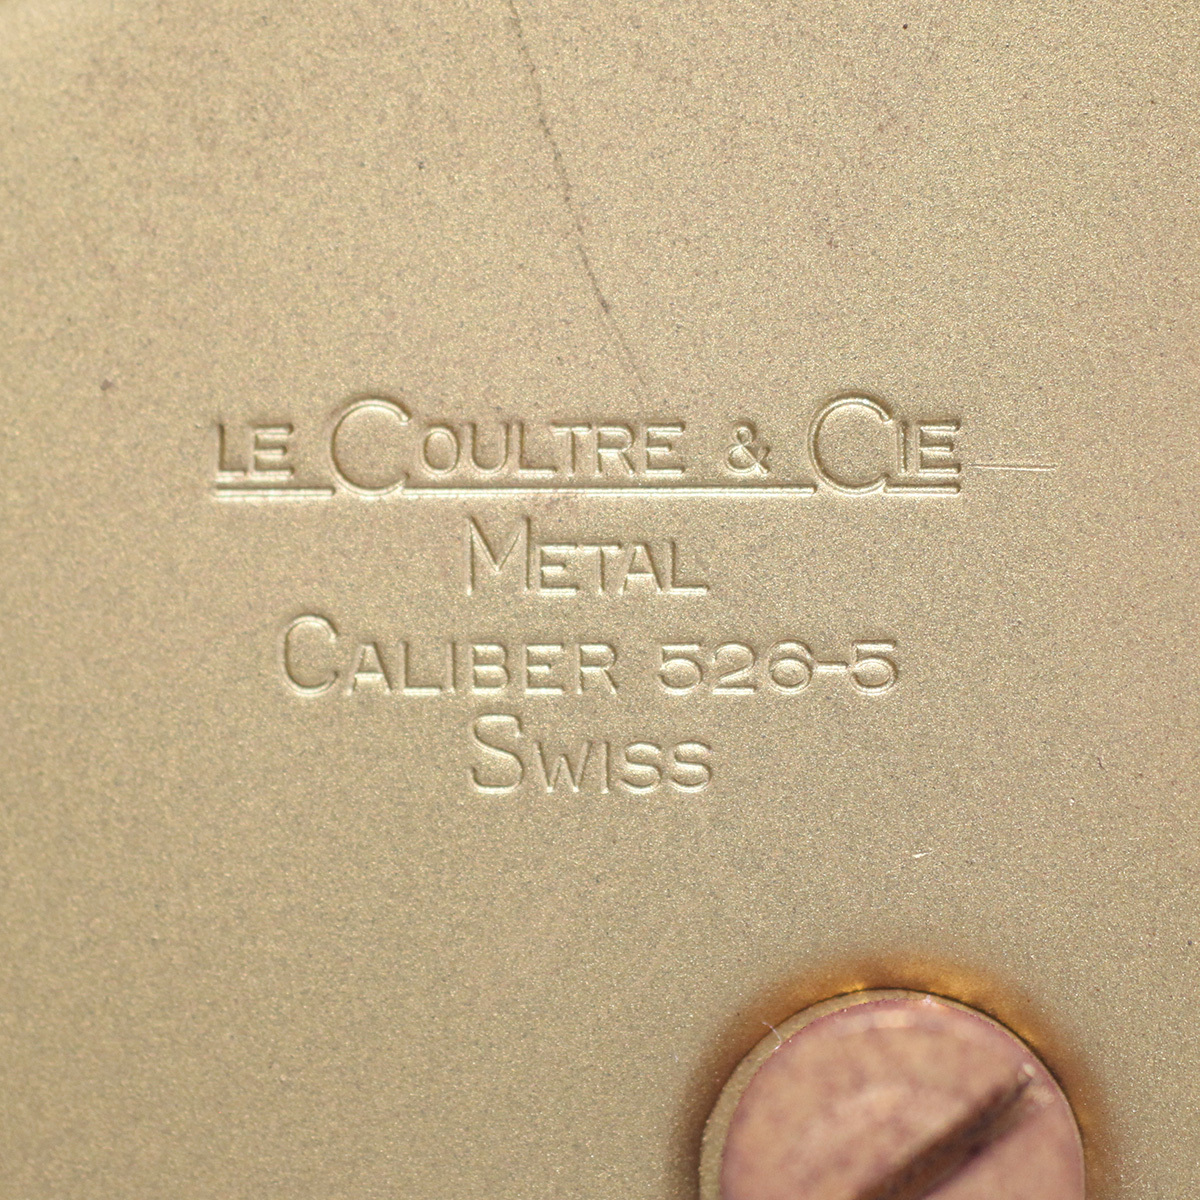 LE COULTRE & CIE
METAL
CALIBER 526-5
SWISS